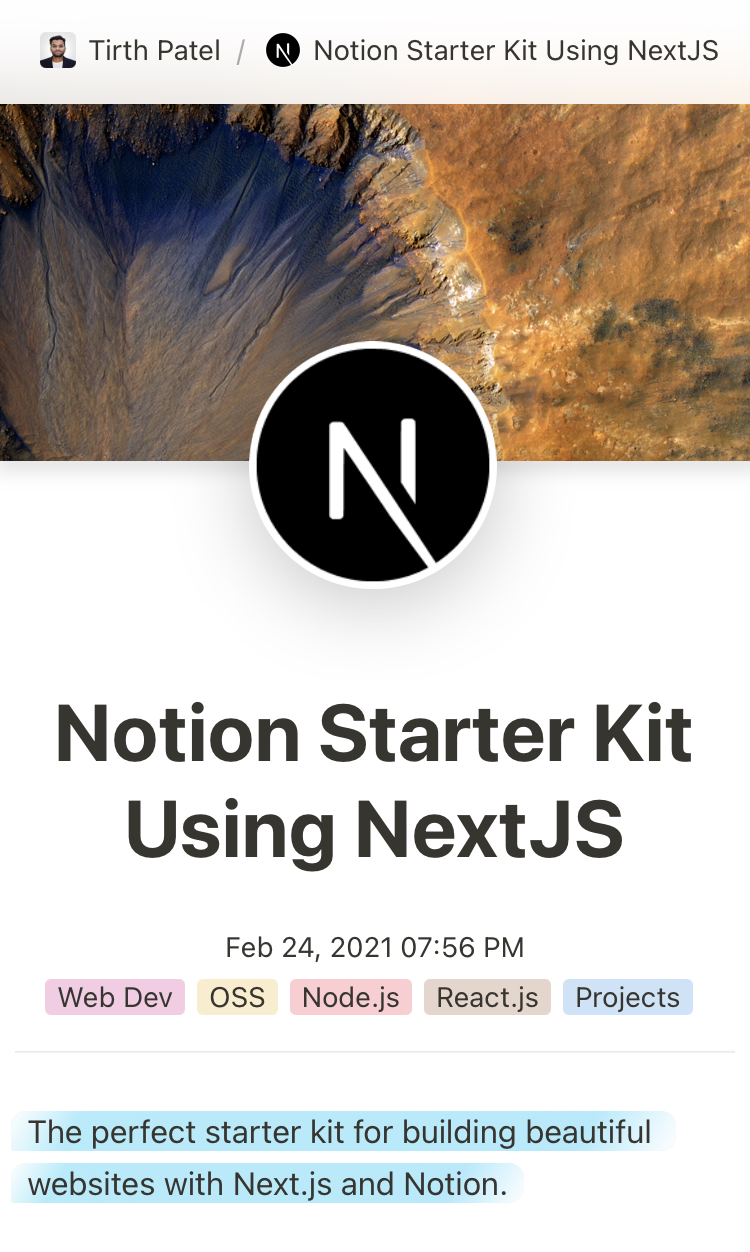 Tirth Patel / Notion Starter Kit Using NextJS
Notion Starter Kit
Using NextJS
Feb 24, 2021 07:56 PM
Web Dev OSS Node.js React.js Projects
The perfect starter kit for building beautiful
websites with Next.js and Notion.